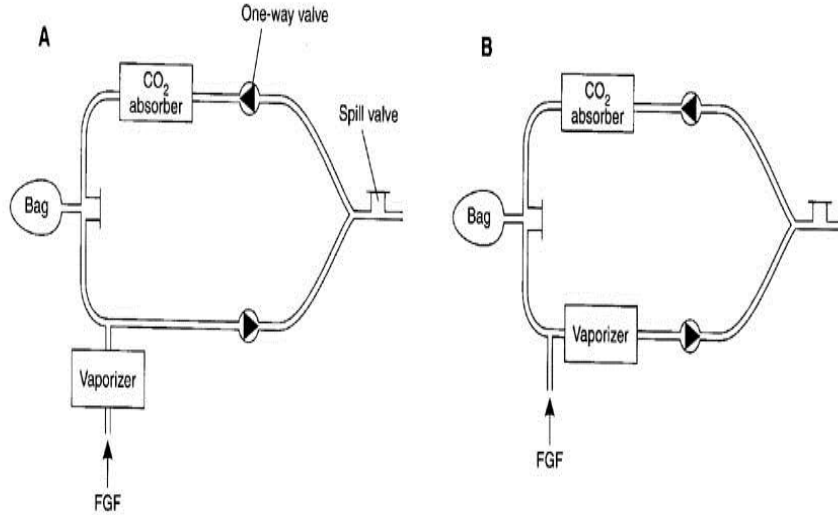 A
One-way valve
CO2
absorber
Spill valve
Bag
Vaporizer
FGF
B
CO2
absorber
Bag
Vaporizer
FGF